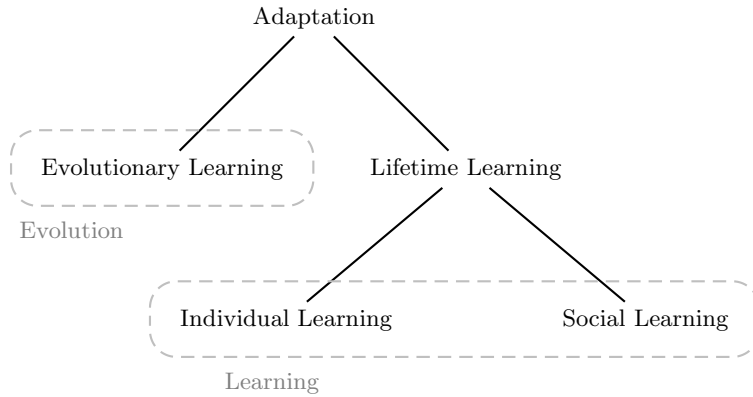 Adaptation
Evolutionary Learning
Lifetime Learning
Evolution
Individual Learning
Social Learning
Learning